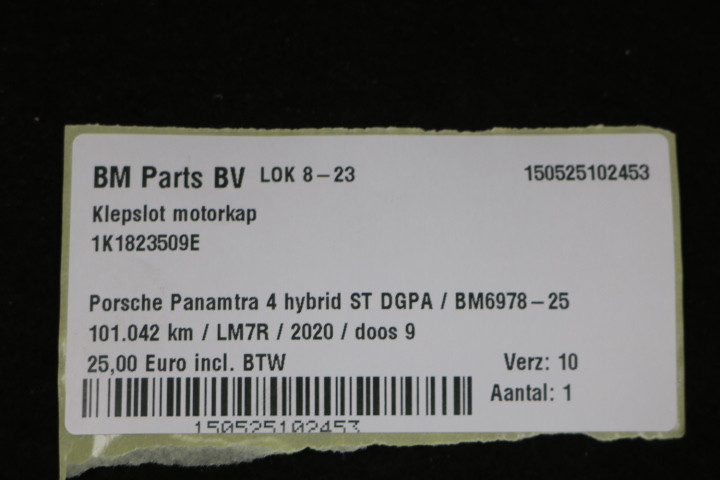 BM Parts BV LOK 8-23 150525102453
Klepslot motorkap
1K1823509E
Porsche Panamtra 4 hybrid ST DGPA / BM6978-25
101.042 km / LM7R / 2020 / doos 9
25,00 Euro incl. BTW Verz: 10
Aantal: 1
150525102453